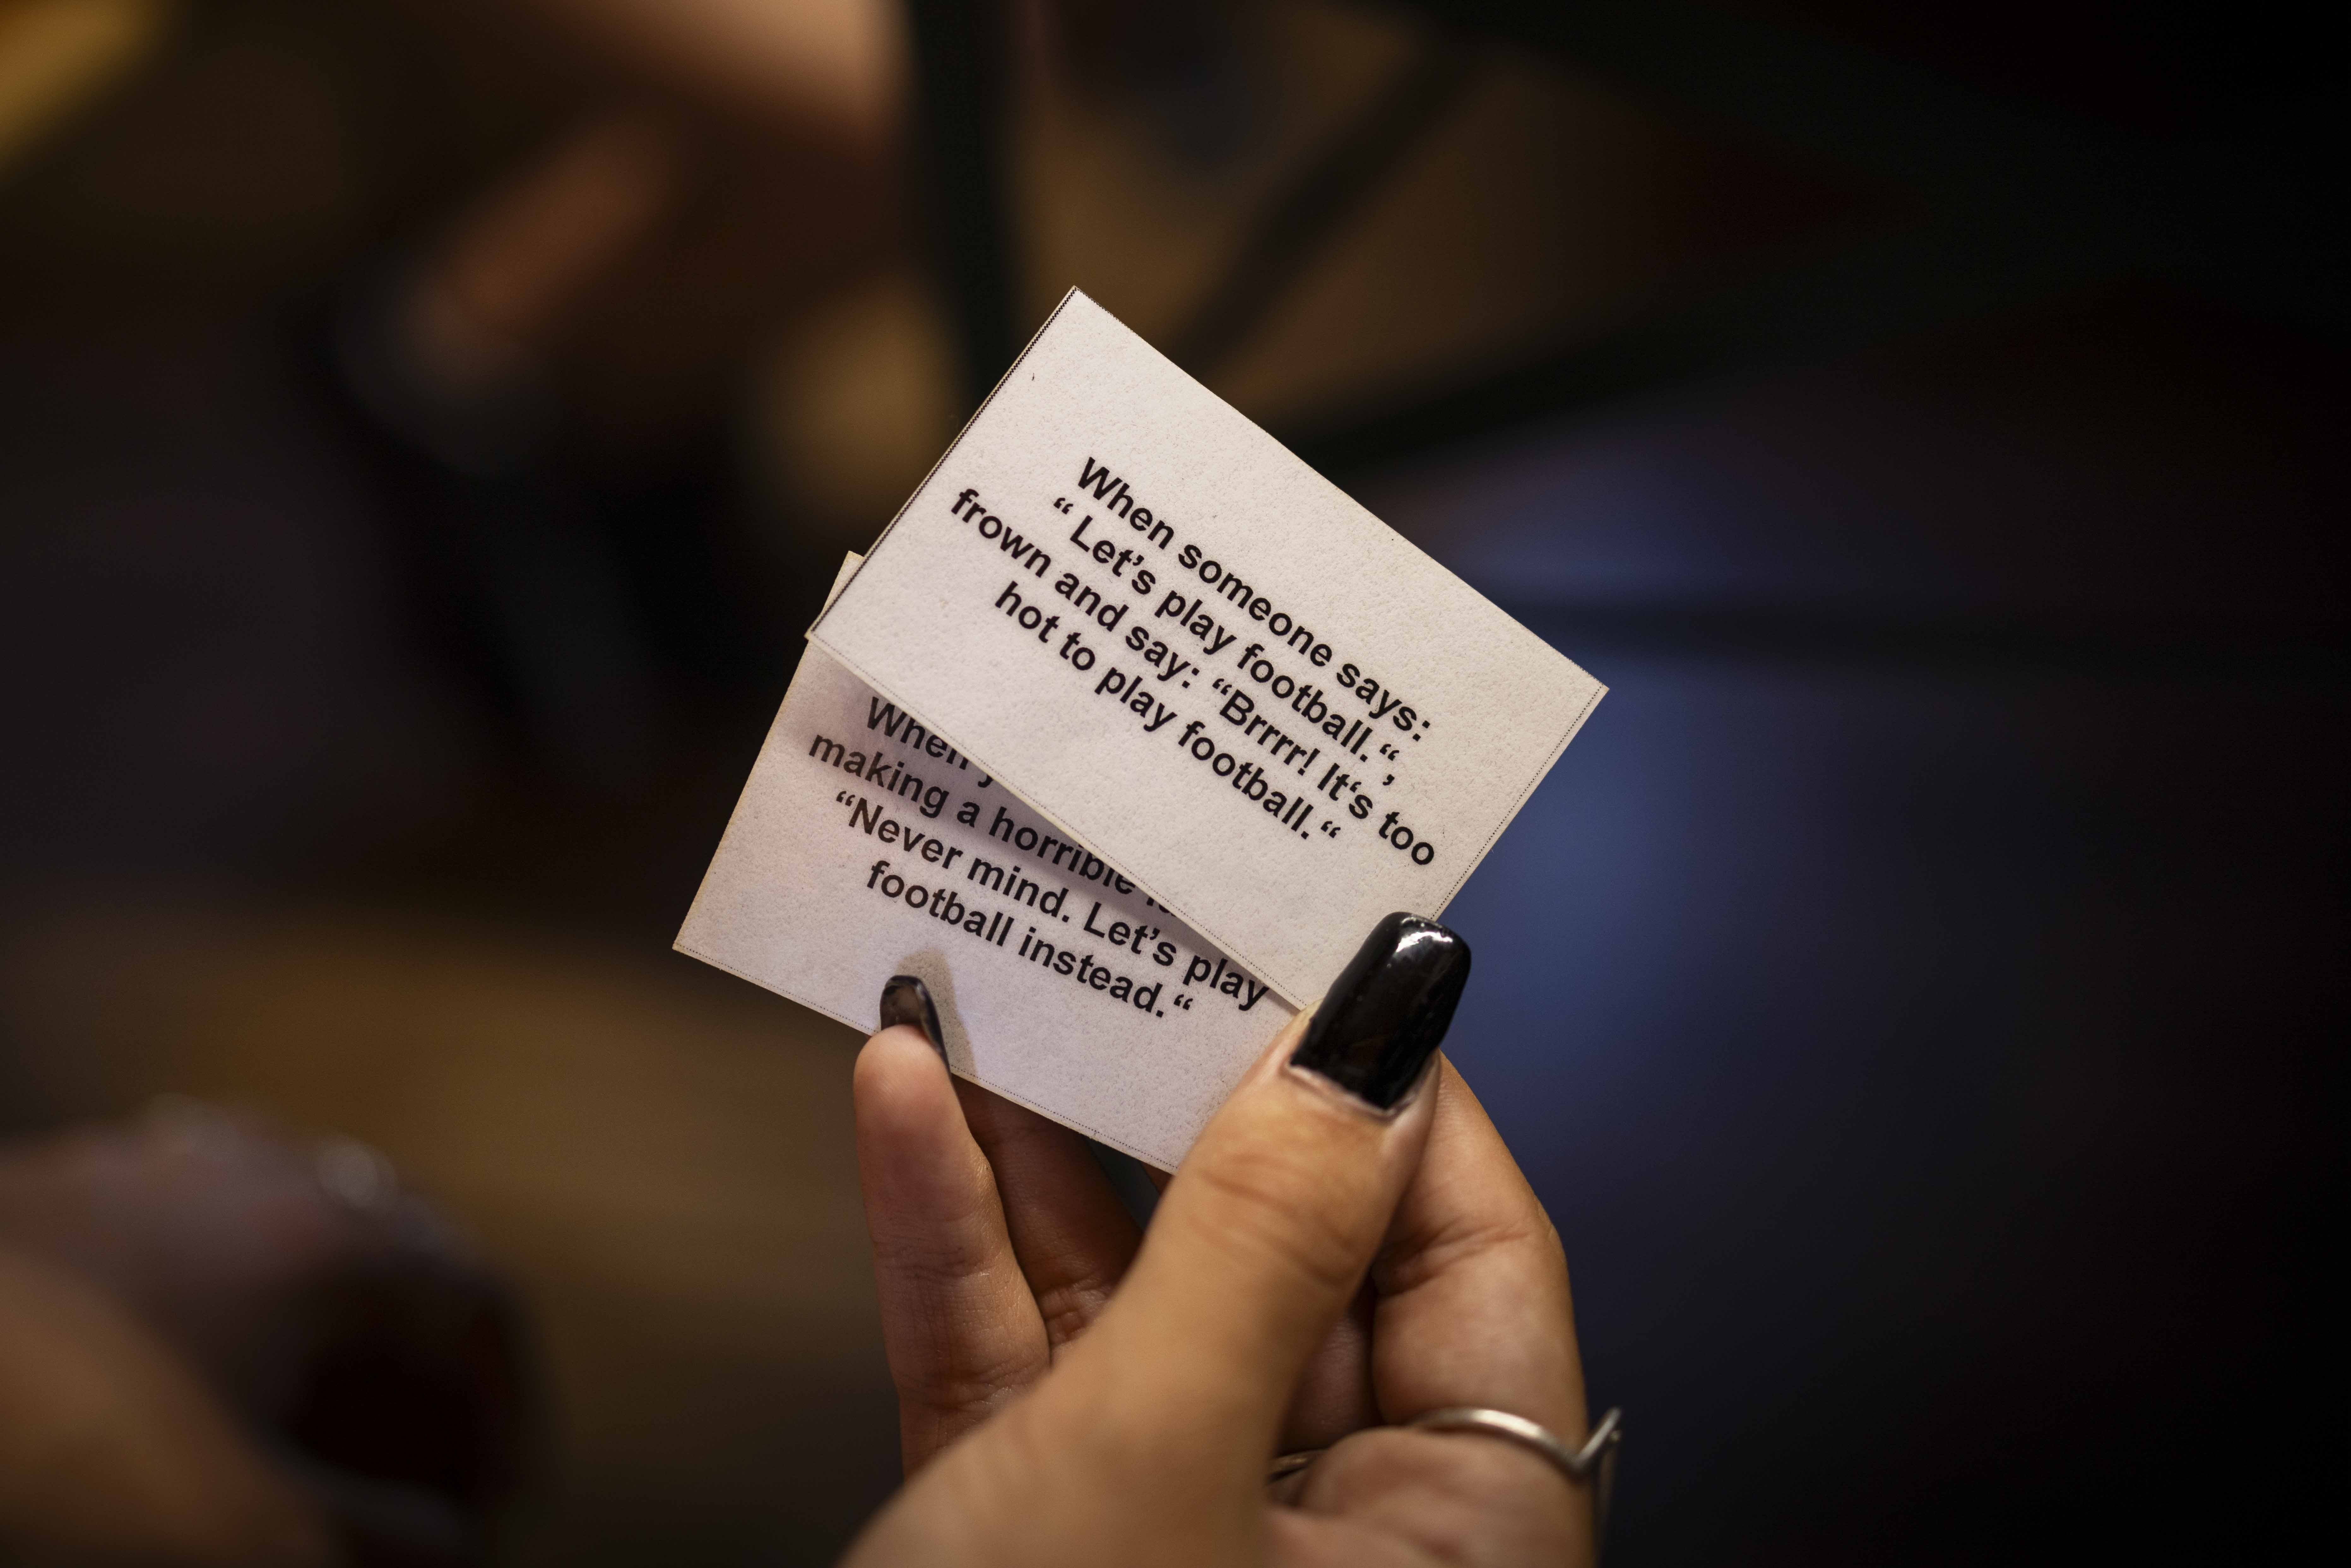 When someone says:
“ Let’s play football.“ ,
frown and say: “Brrrr! It‘s too
hot to play football.“
When
making a horrible
“Never mind. Let’s play
football instead.“